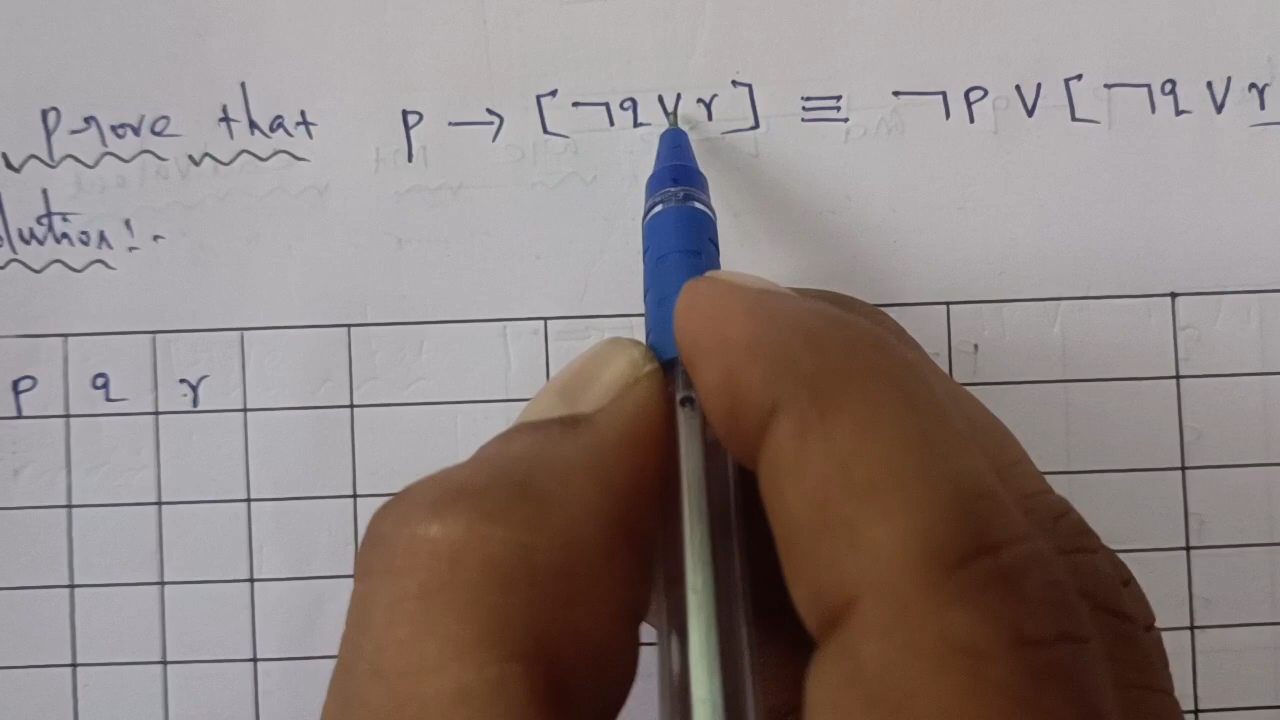 prove that p → [¬q ∨ r] ≡ ¬p ∨ [¬q ∨ r
lution:-
p q r